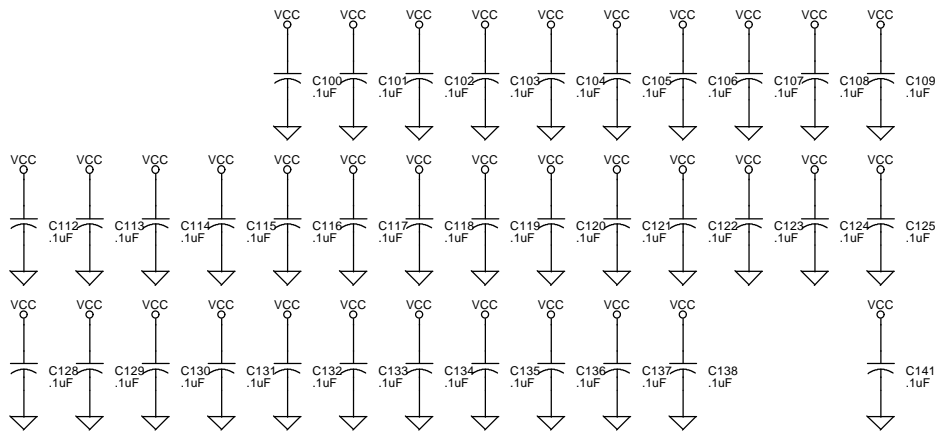 VCC VCC VCC VCC VCC VCC VCC VCC VCC VCC
C100 C101 C102 C103 C104 C105 C106 C107 C108 C109
.1uF .1uF .1uF .1uF .1uF .1uF .1uF .1uF .1uF .1uF
VCC VCC VCC VCC VCC VCC VCC VCC VCC VCC VCC VCC VCC VCC
C112 C113 C114 C115 C116 C117 C118 C119 C120 C121 C122 C123 C124 C125
.1uF .1uF .1uF .1uF .1uF .1uF .1uF .1uF .1uF .1uF .1uF .1uF .1uF .1uF
VCC VCC VCC VCC VCC VCC VCC VCC VCC VCC VCC VCC
C128 C129 C130 C131 C132 C133 C134 C135 C136 C137 C138 C141
.1uF .1uF .1uF .1uF .1uF .1uF .1uF .1uF .1uF .1uF .1uF .1uF